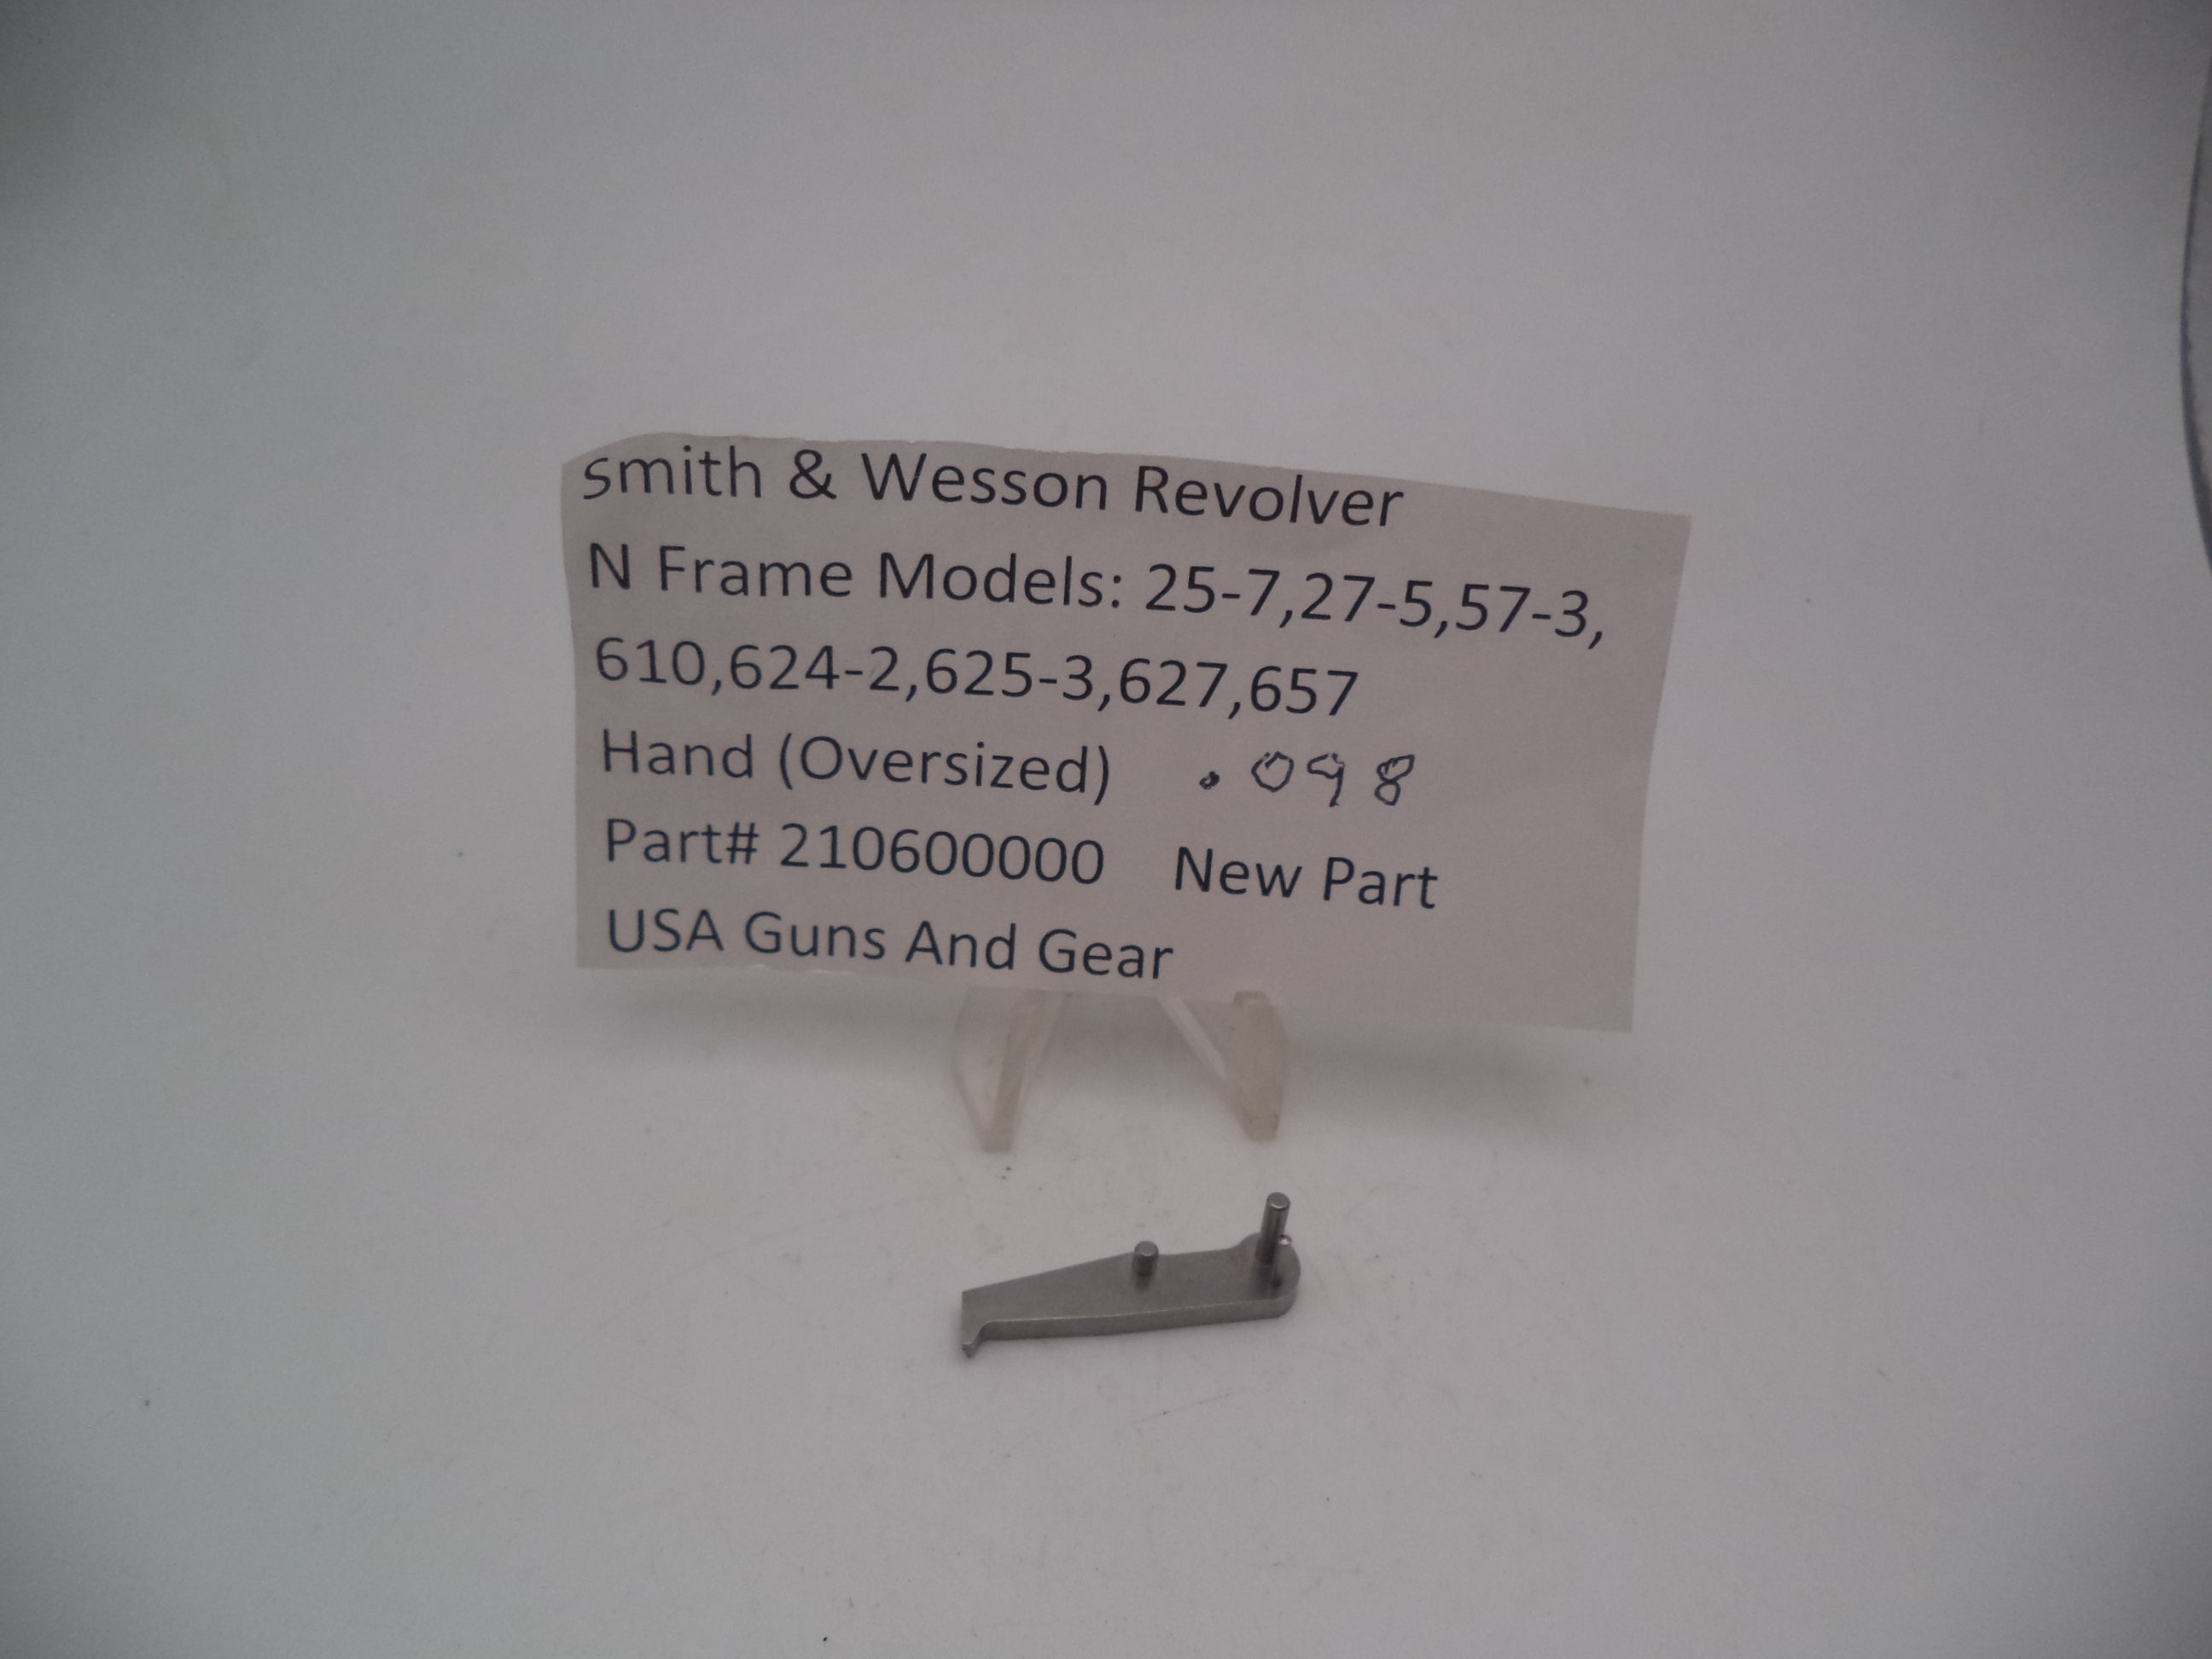 Smith & Wesson Revolver
N Frame Models: 25-7,27-5,57-3,
610,624-2,625-3,627,657
Hand (Oversized) .098
Part# 210600000 New Part
USA Guns And Gear